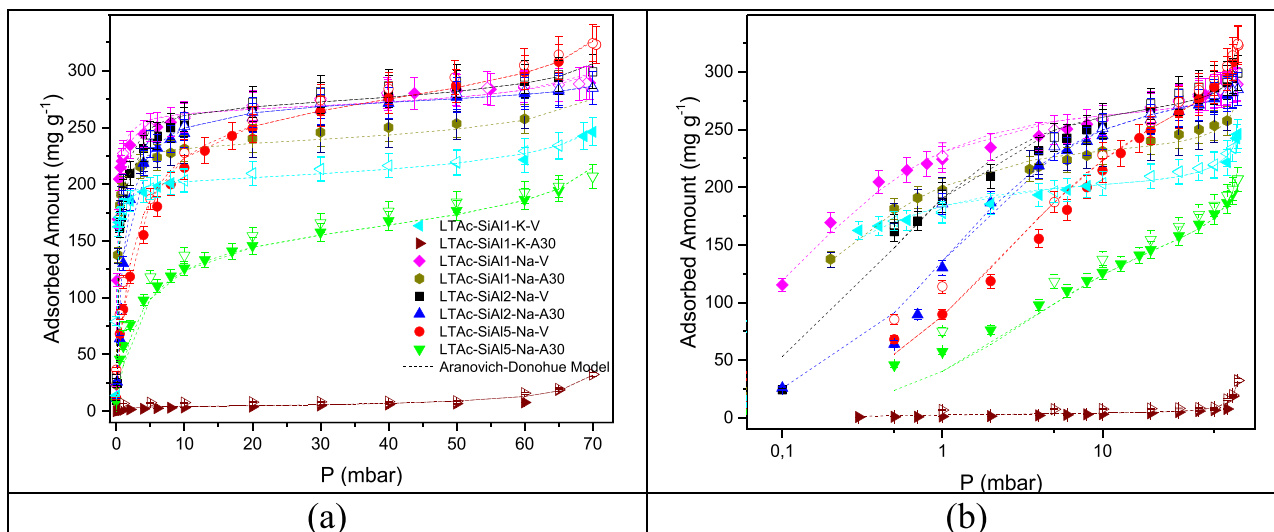 300
250
200
150
100
50
0
Adsorbed Amount (mg g⁻¹)
LTAc-SiAl1-K-V
LTAc-SiAl1-K-A30
LTAc-SiAl1-Na-V
LTAc-SiAl1-Na-A30
LTAc-SiAl2-Na-V
LTAc-SiAl2-Na-A30
LTAc-SiAl5-Na-V
LTAc-SiAl5-Na-A30
Aranovich-Donohue Model
0 10 20 30 40 50 60 70
P (mbar)
(a)
300
250
200
150
100
50
0
Adsorbed Amount (mg g⁻¹)
0,1 1 10
P (mbar)
(b)